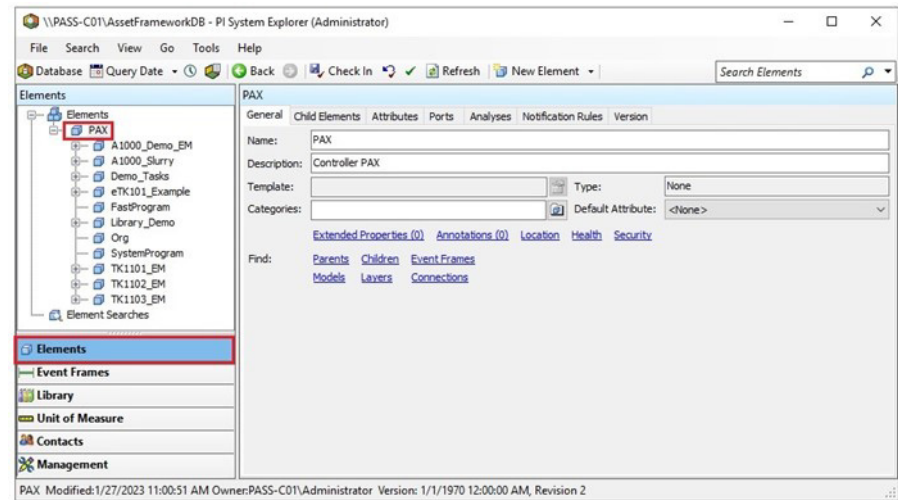 \\PASS-C01\AssetFrameworkDB - PI System Explorer (Administrator)
File Search View Go Tools Help
Database Query Date Back Check In Refresh New Element Search Elements
Elements
Elements
PAX
A1000_Demo_EM
A1000_Slurry
Demo_Tasks
eTK101_Example
FastProgram
Library_Demo
Org
SystemProgram
TK1101_EM
TK1102_EM
TK1103_EM
Element Searches
Elements
Event Frames
Library
Unit of Measure
Contacts
Management
PAX
General Child Elements Attributes Ports Analyses Notification Rules Version
Name: PAX
Description: Controller PAX
Template: Type: None
Categories: Default Attribute: <None>
Extended Properties (0) Annotations (0) Location Health Security
Find: Parents Children Event Frames
Models Layers Connections
PAX Modified:1/27/2023 11:00:51 AM Owner:PASS-C01\Administrator Version: 1/1/1970 12:00:00 AM, Revision 2